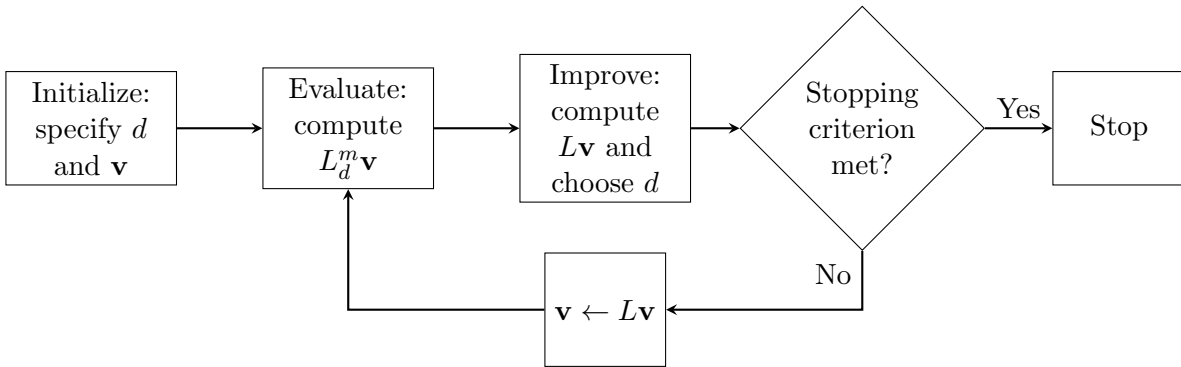 Initialize:
specify d
and v
Evaluate:
compute
L_d^m v
Improve:
compute
Lv and
choose d
Stopping
criterion
met?
Yes
Stop
No
v ← Lv